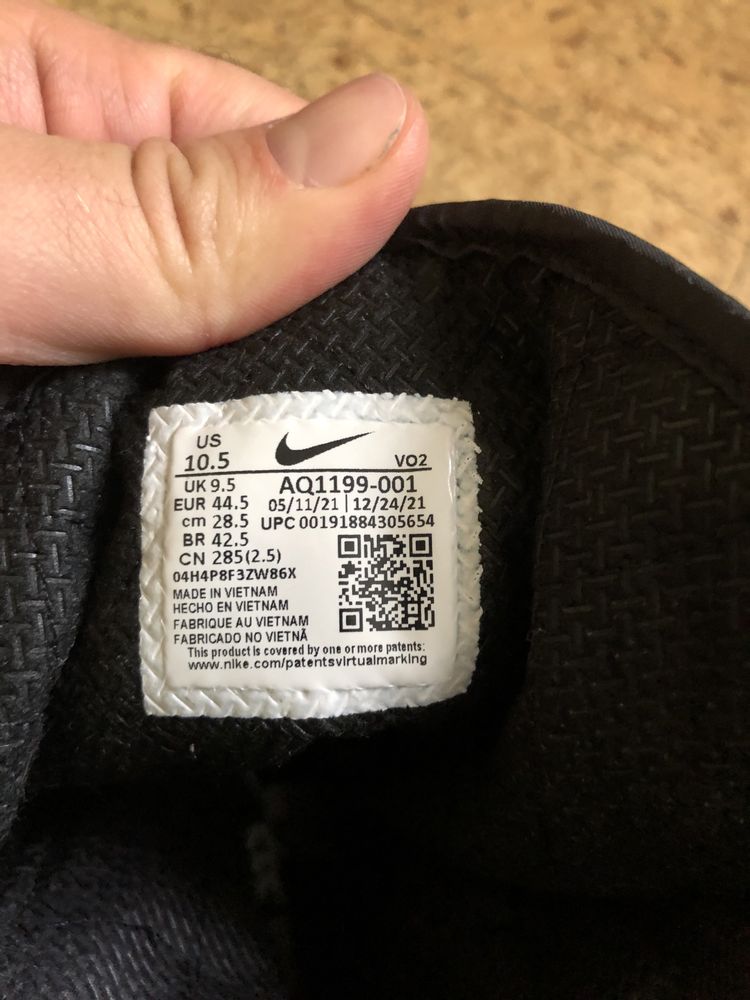 US
10.5 VO2
UK 9.5 AQ1199-001
EUR 44.5 05/11/21 | 12/24/21
cm 28.5 UPC 00191884305654
BR 42.5
CN 285(2.5)
04H4P8F3ZW86X
MADE IN VIETNAM
HECHO EN VIETNAM
FABRIQUE AU VIETNAM
FABRICADO NO VIETNÃ
This product is covered by one or more patents:
www.nike.com/patentsvirtualmarking